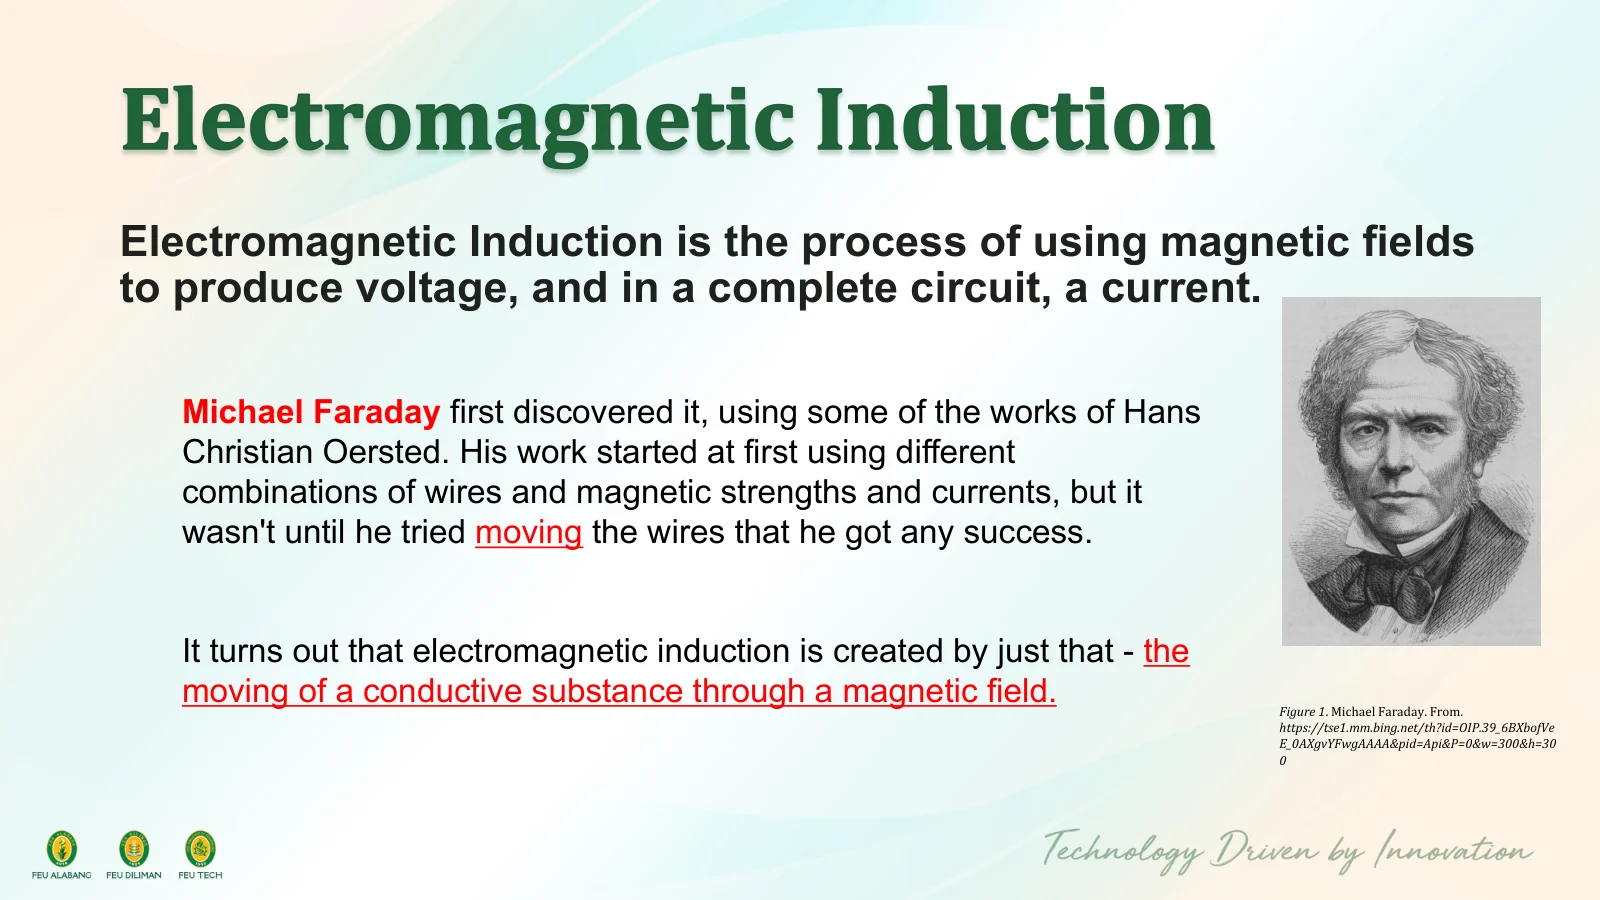 Electromagnetic Induction
Electromagnetic Induction is the process of using magnetic fields
to produce voltage, and in a complete circuit, a current.
Michael Faraday first discovered it, using some of the works of Hans
Christian Oersted. His work started at first using different
combinations of wires and magnetic strengths and currents, but it
wasn't until he tried moving the wires that he got any success.
It turns out that electromagnetic induction is created by just that - the
moving of a conductive substance through a magnetic field.
Figure 1. Michael Faraday. From.
https://tse1.mm.bing.net/th?id=OIP.39_6BXbofVe
E_0AXgvYFwgAAAA&pid=Api&P=0&w=300&h=30
0
FEU ALABANG FEU DILIMAN FEU TECH
Technology Driven by Innovation